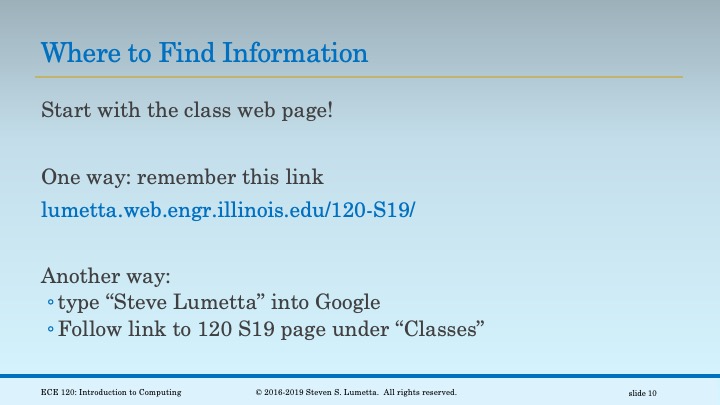 Where to Find Information
Start with the class web page!
One way: remember this link
lumetta.web.engr.illinois.edu/120-S19/
Another way:
◦type “Steve Lumetta” into Google
◦Follow link to 120 S19 page under “Classes”
ECE 120: Introduction to Computing © 2016-2019 Steven S. Lumetta. All rights reserved. slide 10